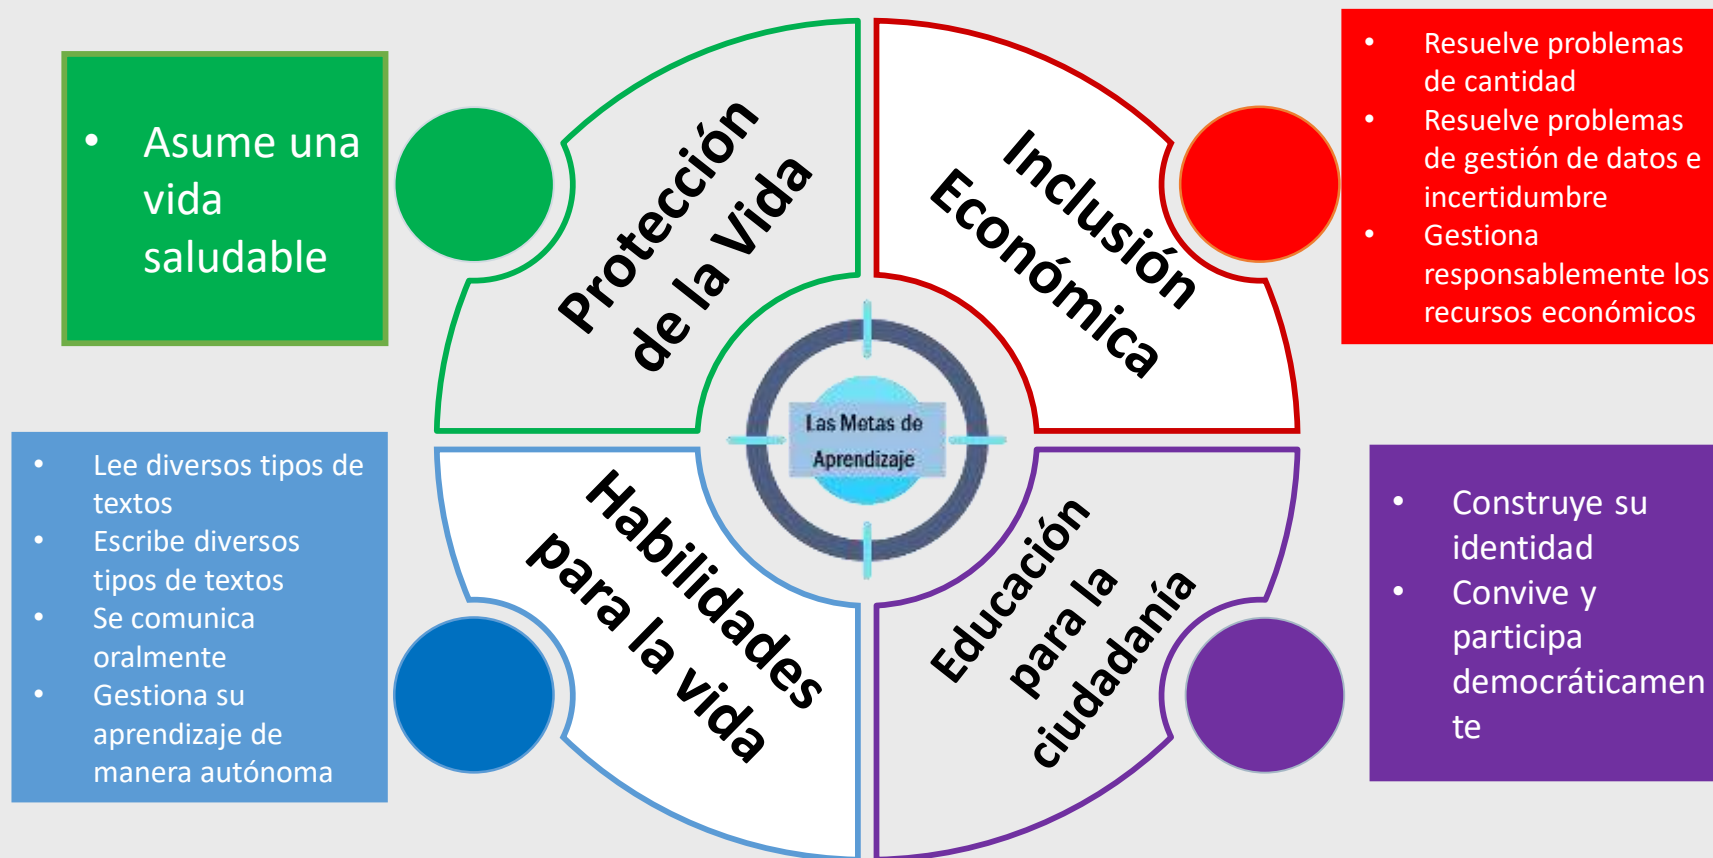 • Asume una
vida
saludable
Protección
de la Vida
Inclusión
Económica
• Resuelve problemas
de cantidad
• Resuelve problemas
de gestión de datos e
incertidumbre
• Gestiona
responsablemente los
recursos económicos
Las Metas de
Aprendizaje
• Lee diversos tipos de
textos
• Escribe diversos
tipos de textos
• Se comunica
oralmente
• Gestiona su
aprendizaje de
manera autónoma
Habilidades
para la vida
Educación
para la
ciudadanía
• Construye su
identidad
• Convive y
participa
democráticamen
te